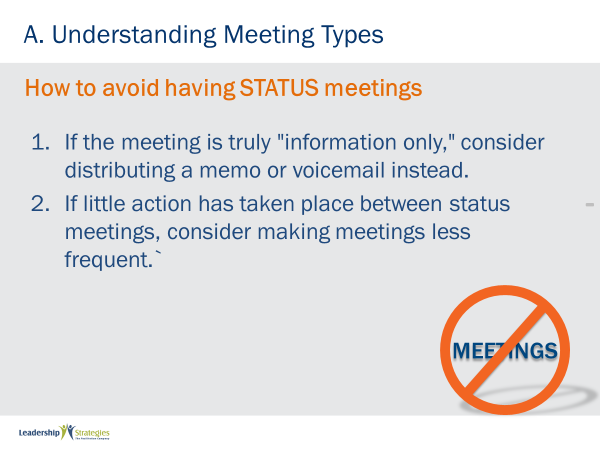 A. Understanding Meeting Types
How to avoid having STATUS meetings
1. If the meeting is truly "information only," consider
distributing a memo or voicemail instead.
2. If little action has taken place between status
meetings, consider making meetings less
frequent.`
MEETINGS
Leadership Strategies
The Facilitation Company